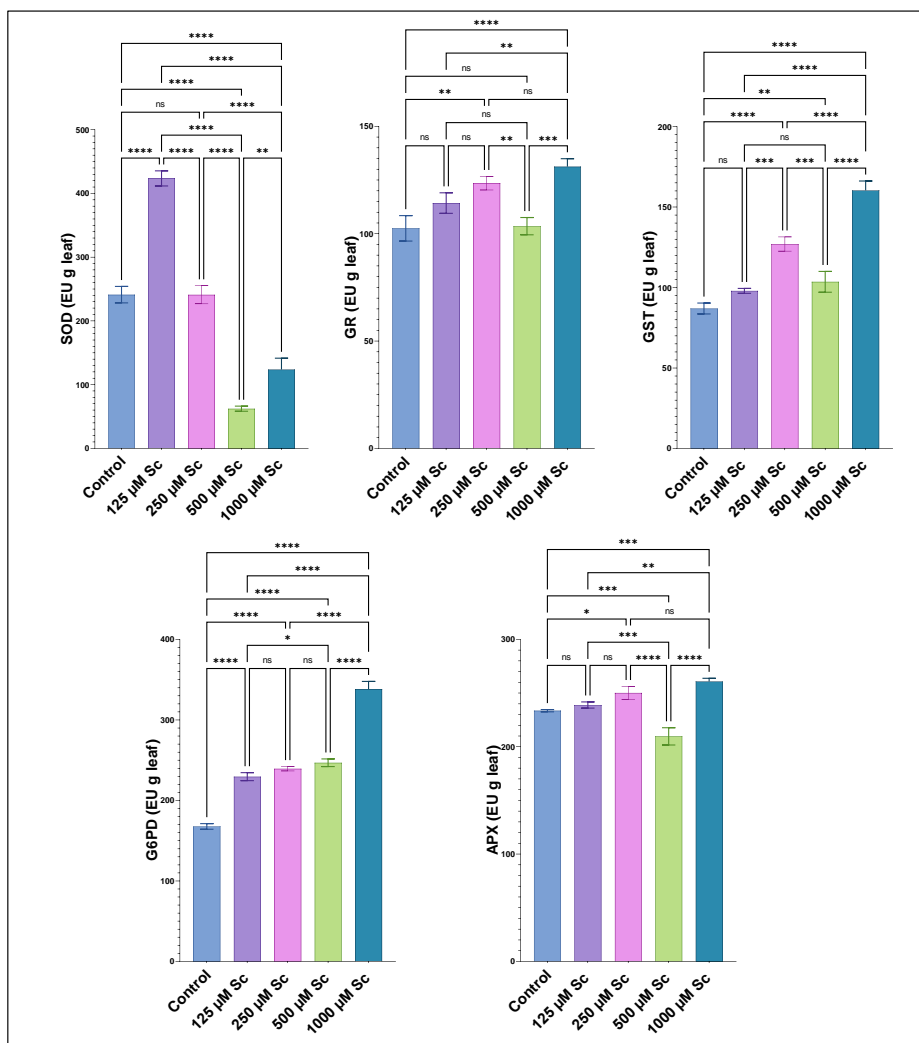 ****
****
****
ns ****
****
**** **** **** **
SOD (EU g leaf)
500
400
300
200
100
0
Control
125 µM Sc
250 µM Sc
500 µM Sc
1000 µM Sc
****
**
ns
** ns
ns
ns ns ** ***
GR (EU g leaf)
150
100
50
0
Control
125 µM Sc
250 µM Sc
500 µM Sc
1000 µM Sc
****
****
**
**** ****
ns
ns *** *** ****
GST (EU g leaf)
200
150
100
50
0
Control
125 µM Sc
250 µM Sc
500 µM Sc
1000 µM Sc
****
****
****
**** ****
*
**** ns ns ****
G6PD (EU g leaf)
400
300
200
100
0
Control
125 µM Sc
250 µM Sc
500 µM Sc
1000 µM Sc
***
**
***
* ns
***
ns ns **** ****
APX (EU g leaf)
300
200
100
0
Control
125 µM Sc
250 µM Sc
500 µM Sc
1000 µM Sc